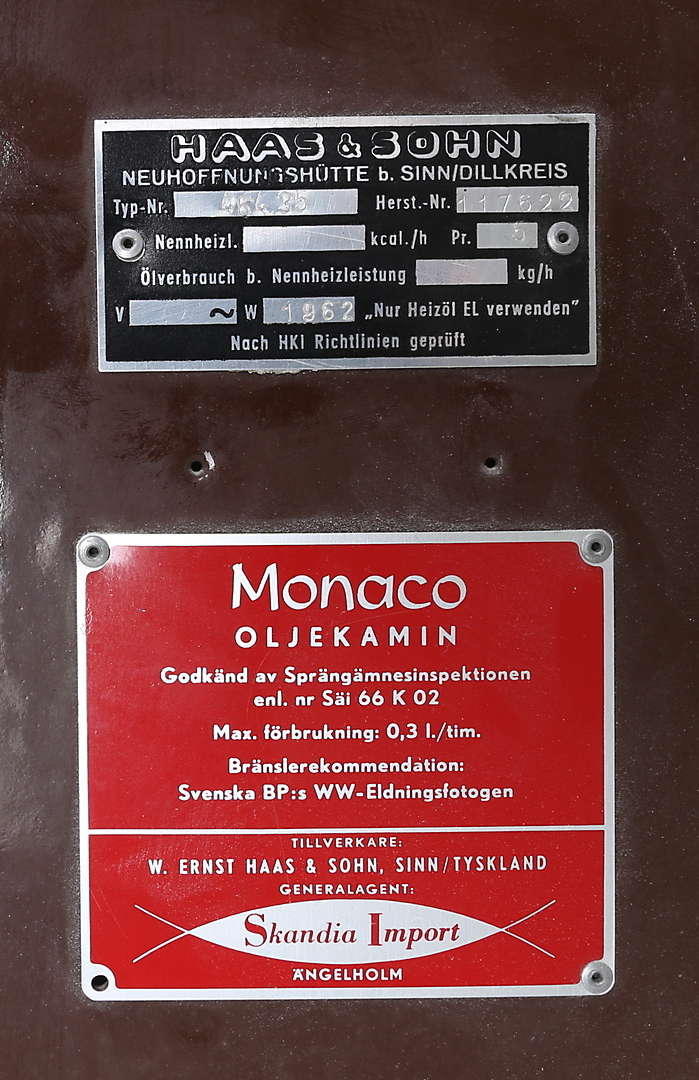 HAAS & SOHN
NEUHOFFNUNGSHÜTTE b. SINN/DILLKREIS
Typ-Nr. Herst.-Nr. 117622
Nennheizl. kcal./h Pr. 5
Ölverbrauch b. Nennheizleistung kg/h
V ~ W 1962 „Nur Heizöl EL verwenden"
Nach HKI Richtlinien geprüft
Monaco
OLJEKAMIN
Godkänd av Sprängämnesinspektionen
enl. nr Säi 66 K 02
Max. förbrukning: 0,3 l./tim.
Bränslerekommendation:
Svenska BP:s WW-Eldningsfotogen
TILLVERKARE:
W. ERNST HAAS & SOHN, SINN/TYSKLAND
GENERALAGENT:
Skandia Import
ÄNGELHOLM